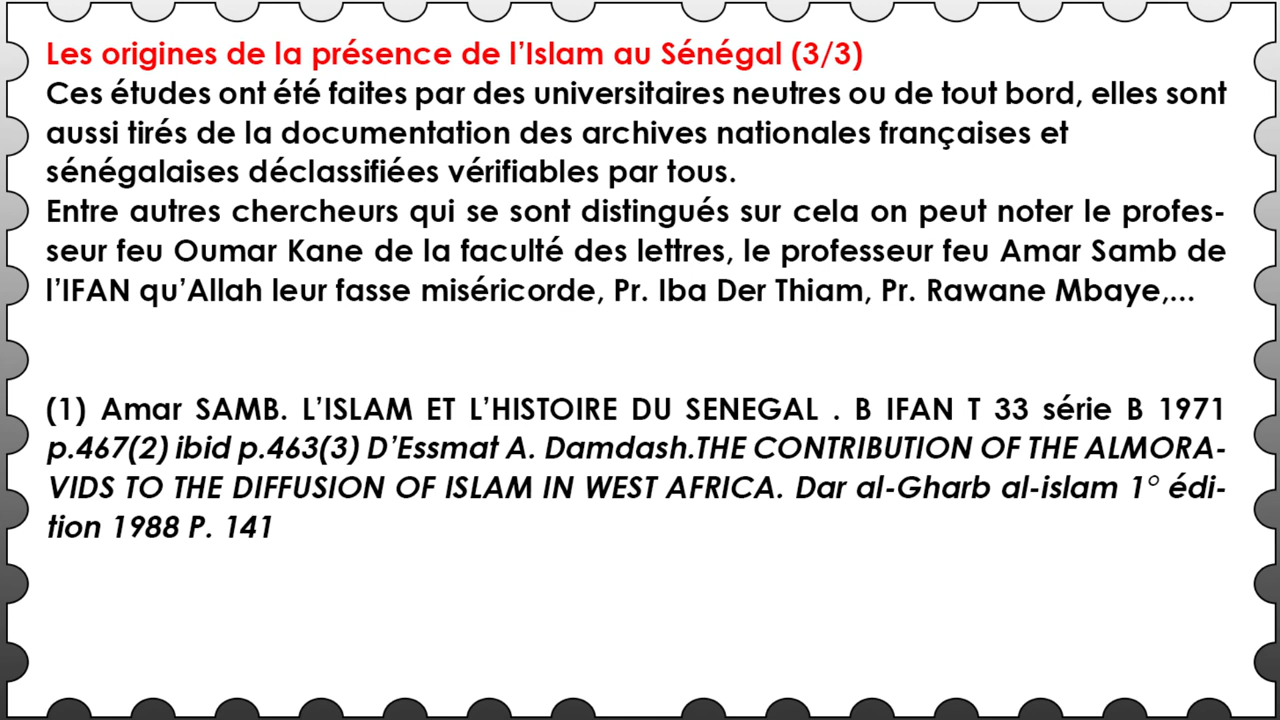 Les origines de la présence de l’Islam au Sénégal (3/3)
Ces études ont été faites par des universitaires neutres ou de tout bord, elles sont
aussi tirés de la documentation des archives nationales françaises et
sénégalaises déclassifiées vérifiables par tous.
Entre autres chercheurs qui se sont distingués sur cela on peut noter le profes-
seur feu Oumar Kane de la faculté des lettres, le professeur feu Amar Samb de
l’IFAN qu’Allah leur fasse miséricorde, Pr. Iba Der Thiam, Pr. Rawane Mbaye,...
(1) Amar SAMB. L’ISLAM ET L’HISTOIRE DU SENEGAL . B IFAN T 33 série B 1971
p.467(2) ibid p.463(3) D’Essmat A. Damdash.THE CONTRIBUTION OF THE ALMORA-
VIDS TO THE DIFFUSION OF ISLAM IN WEST AFRICA. Dar al-Gharb al-islam 1° édi-
tion 1988 P. 141